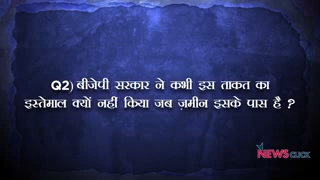 Q2) बीजेपी सरकार ने कभी इस ताकत का
इस्तेमाल क्यों नहीं किया जब ज़मीन इसके पास है ?
NEWSCLICK